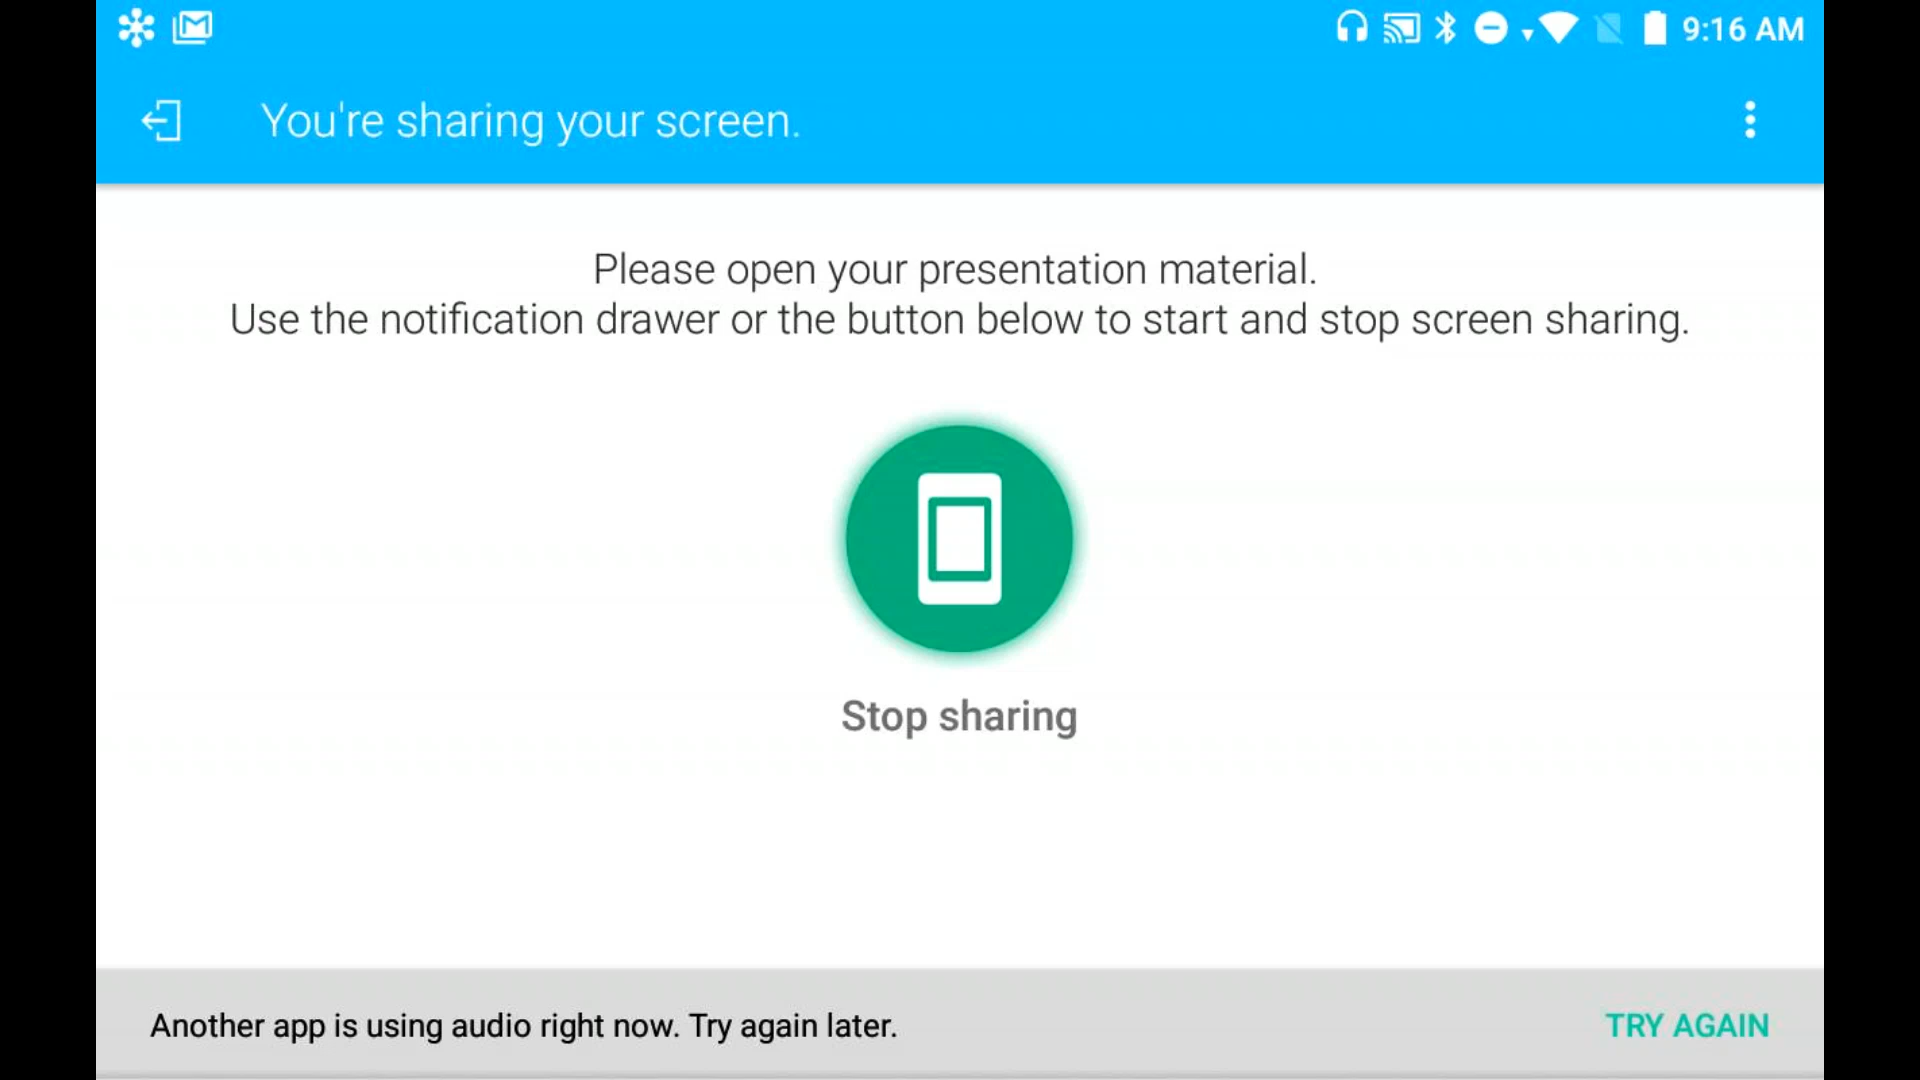 9:16 AM
You're sharing your screen.
Please open your presentation material.
Use the notification drawer or the button below to start and stop screen sharing.
Stop sharing
Another app is using audio right now. Try again later.
TRY AGAIN